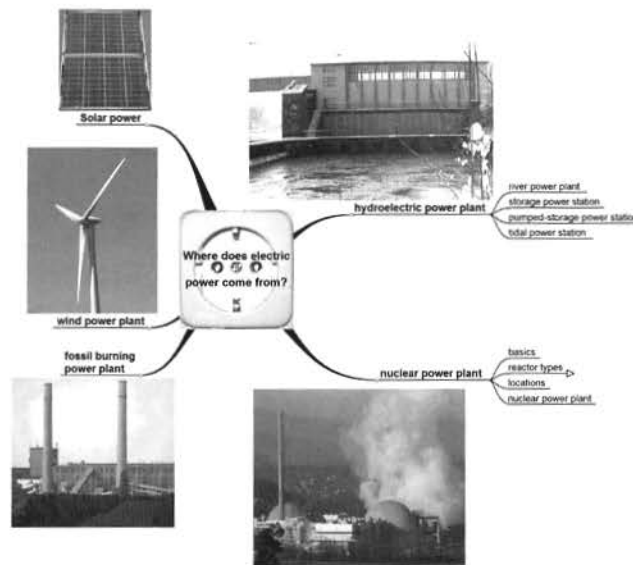 Solar power
hydroelectric power plant
river power plant
storage power station
pumped-storage power station
tidal power station
Where does electric
power come from?
wind power plant
fossil burning
power plant
nuclear power plant
basics
reactor types
locations
nuclear power plant